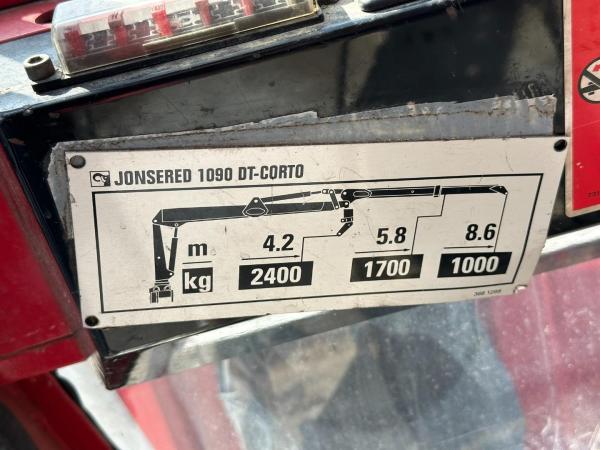 JONSERED 1090 DT-CORTO
m 4.2 5.8 8.6
kg 2400 1700 1000